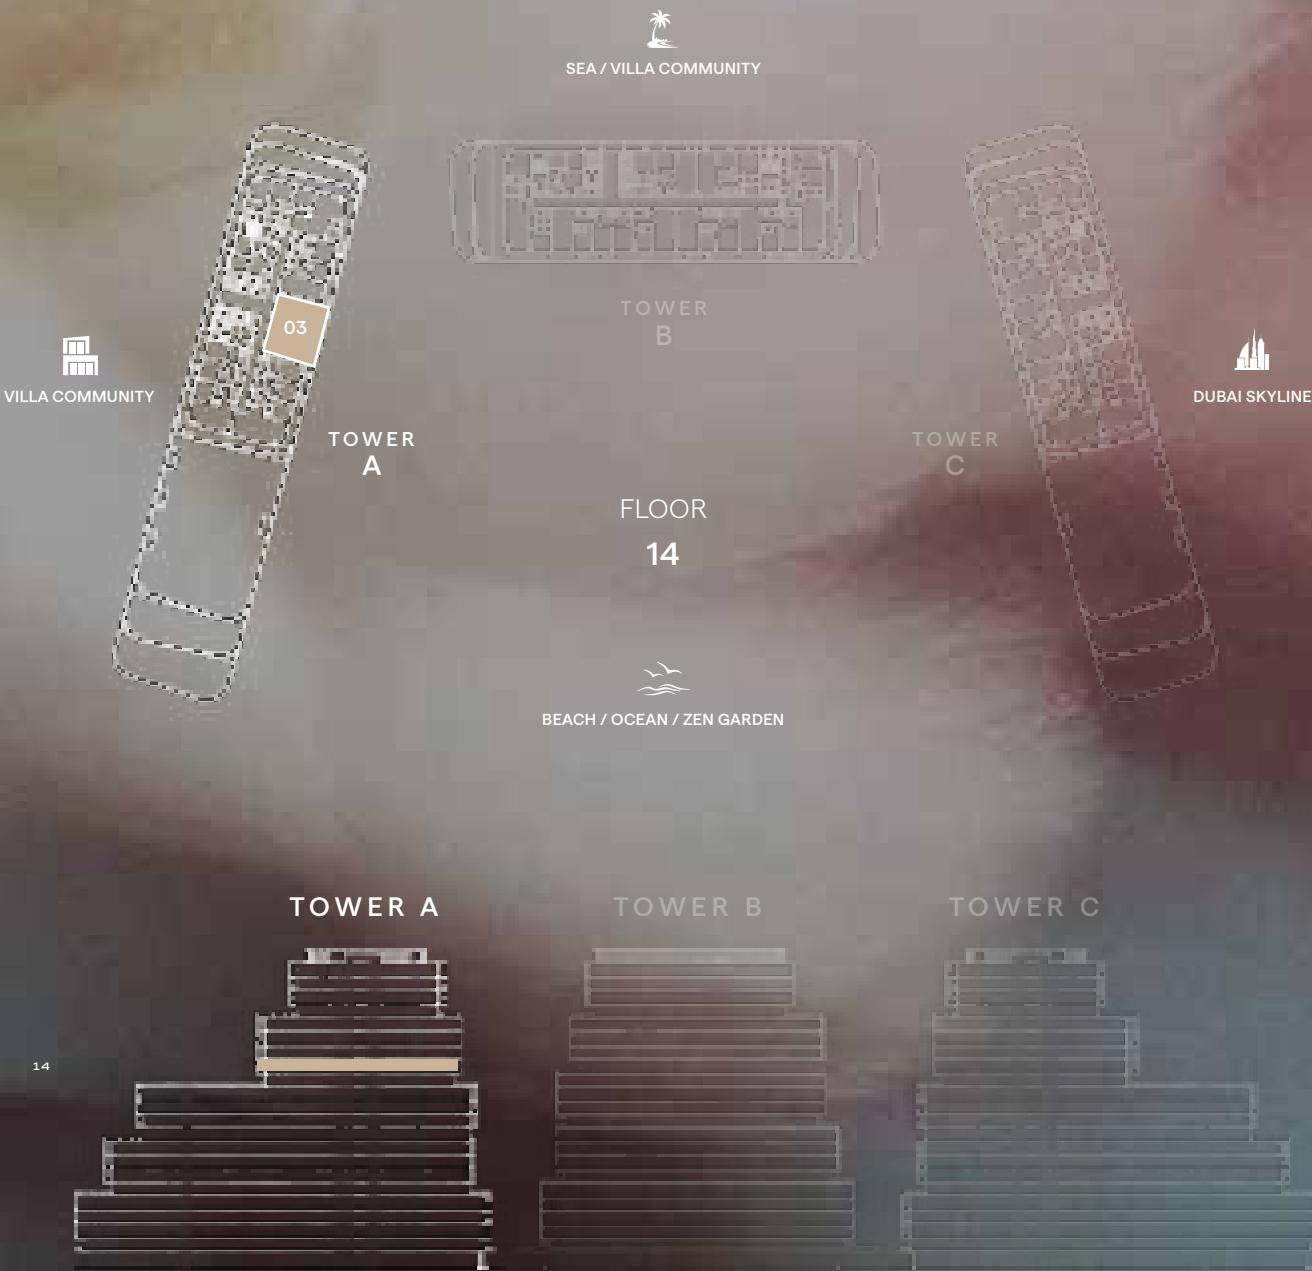 SEA / VILLA COMMUNITY
TOWER
B
03
VILLA COMMUNITY
DUBAI SKYLINE
TOWER
A
TOWER
C
FLOOR
14
BEACH / OCEAN / ZEN GARDEN
TOWER A
TOWER B
TOWER C
14